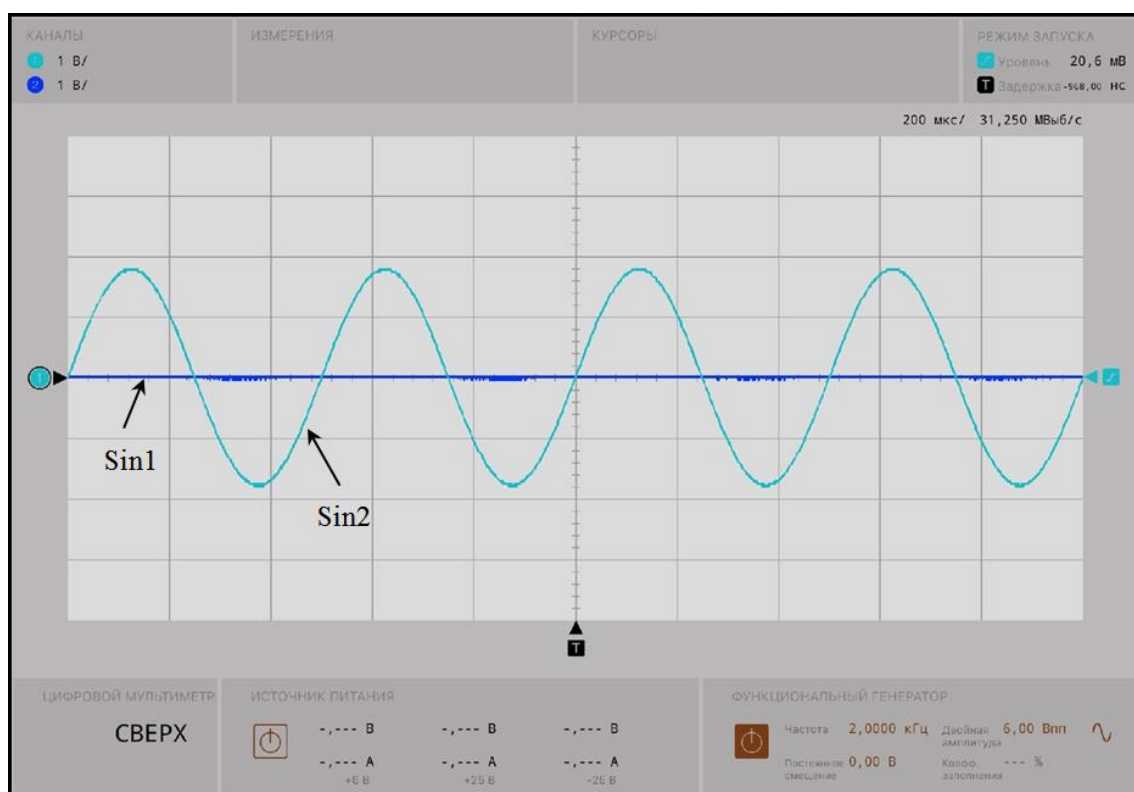 КАНАЛЫ
1 1 В/
2 1 В/
ИЗМЕРЕНИЯ
КУРСОРЫ
РЕЖИМ ЗАПУСКА
Уровень 20,6 мВ
T Задержка -968,00 НС
200 мкс/ 31,250 МВыб/с
1
Sin1
Sin2
T
ЦИФРОВОЙ МУЛЬТИМЕТР
СВЕРХ
ИСТОЧНИК ПИТАНИЯ
-,--- В -,--- В -,--- В
-,--- А -,--- А -,--- А
+6 В +25 В -25 В
ФУНКЦИОНАЛЬНЫЙ ГЕНЕРАТОР
Частота 2,0000 кГц Двойная амплитуда 6,00 Впп
Постоянное смещение 0,00 В Коэфф. заполнения --- %